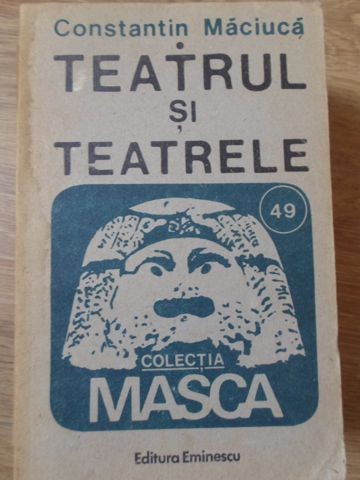 Constantin Măciucă
TEATRUL
ȘI
TEATRELE
49
COLECȚIA
MASCA
Editura Eminescu